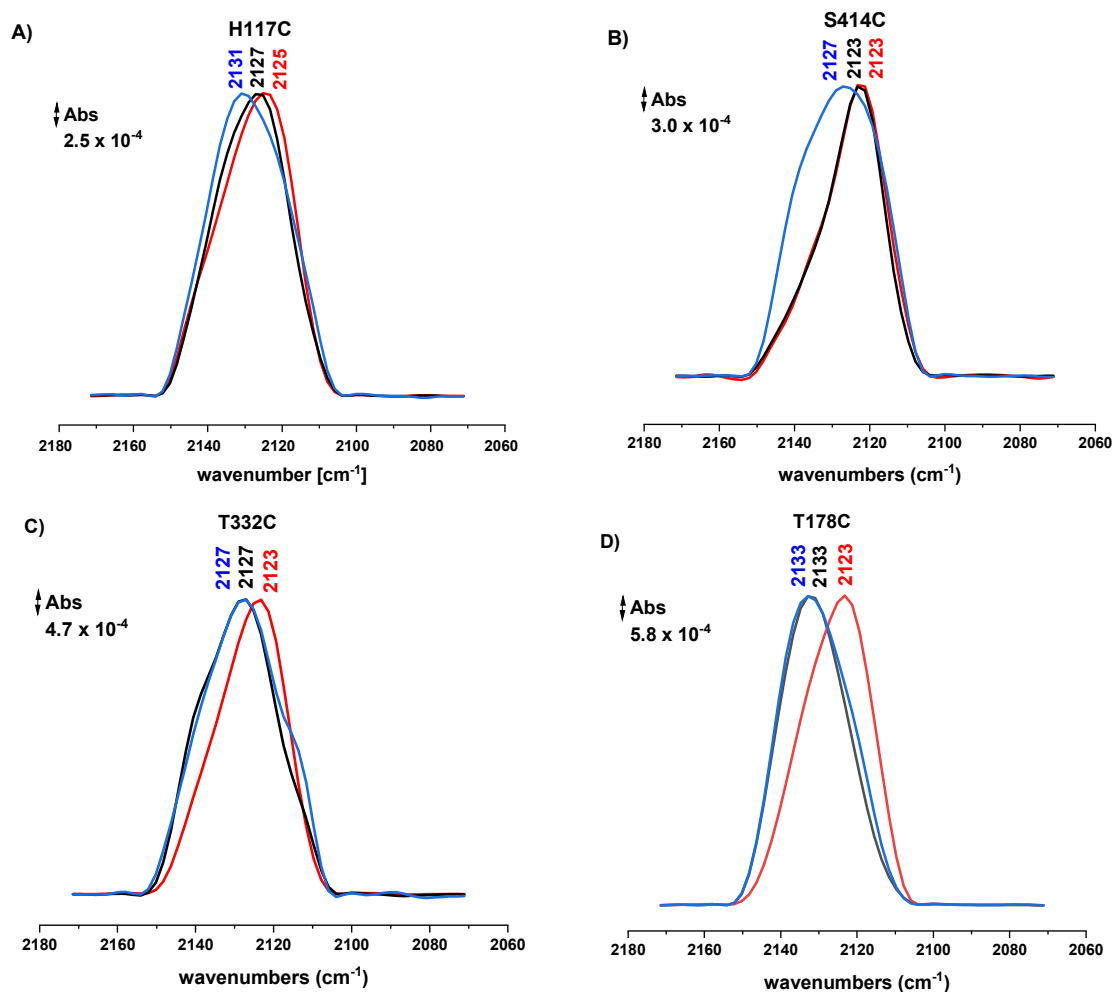 A)
H117C
2131
2127
2125
Abs
2.5 x 10⁻⁴
2180
2160
2140
2120
2100
2080
2060
wavenumber [cm⁻¹]
B)
S414C
2127
2123
2123
Abs
3.0 x 10⁻⁴
2180
2160
2140
2120
2100
2080
2060
wavenumbers (cm⁻¹)
C)
T332C
2127
2127
2123
Abs
4.7 x 10⁻⁴
2180
2160
2140
2120
2100
2080
2060
wavenumbers (cm⁻¹)
D)
T178C
2133
2133
2123
Abs
5.8 x 10⁻⁴
2180
2160
2140
2120
2100
2080
2060
wavenumbers (cm⁻¹)